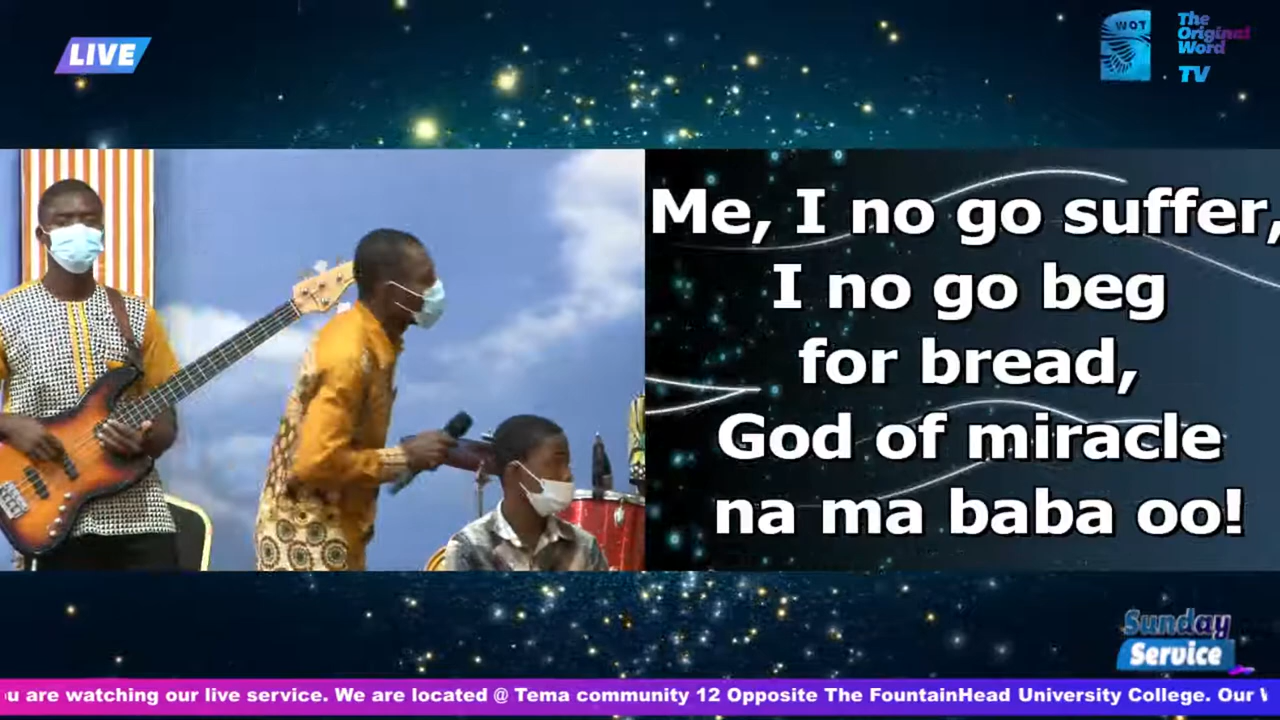 LIVE
WOT
The
Original
Word
TV
Me, I no go suffer,
I no go beg
for bread,
God of miracle
na ma baba oo!
Sunday
Service
u are watching our live service. We are located @ Tema community 12 Opposite The FountainHead University College. Our